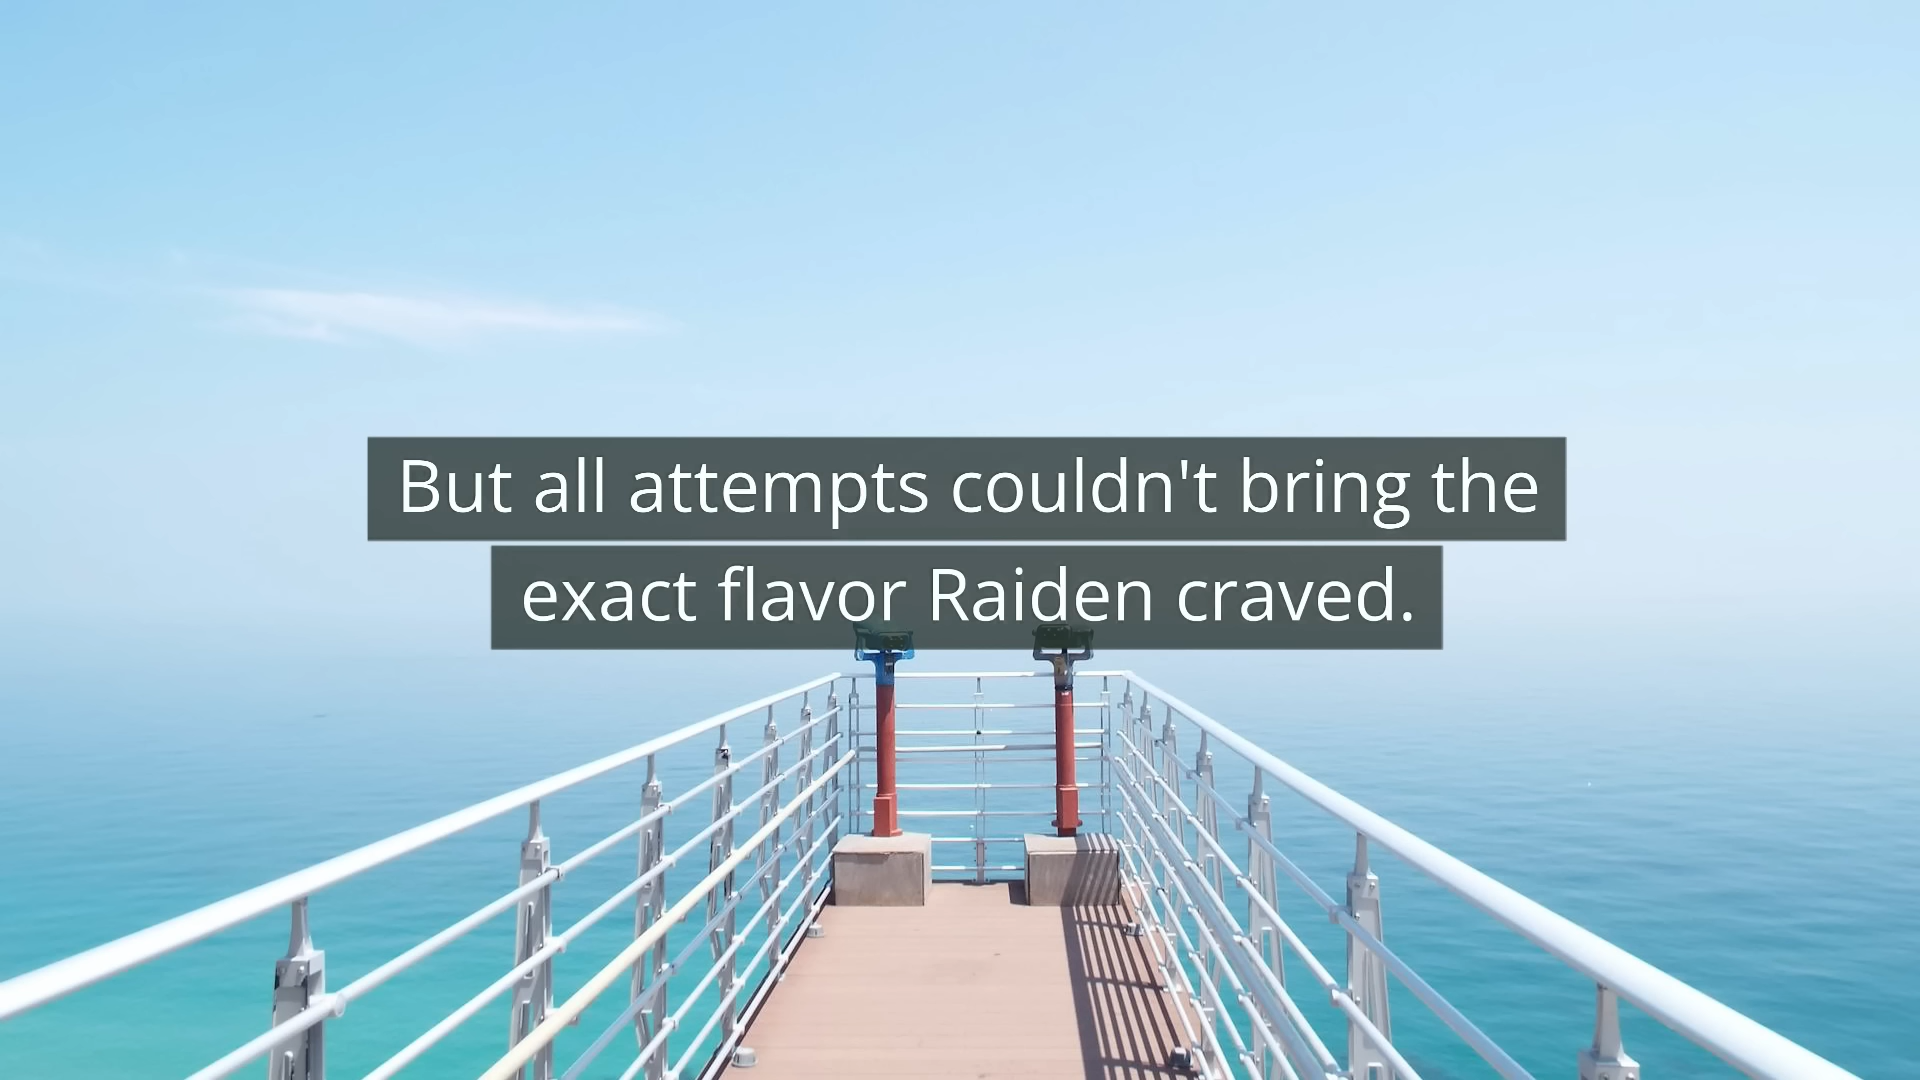 But all attempts couldn't bring the
exact flavor Raiden craved.